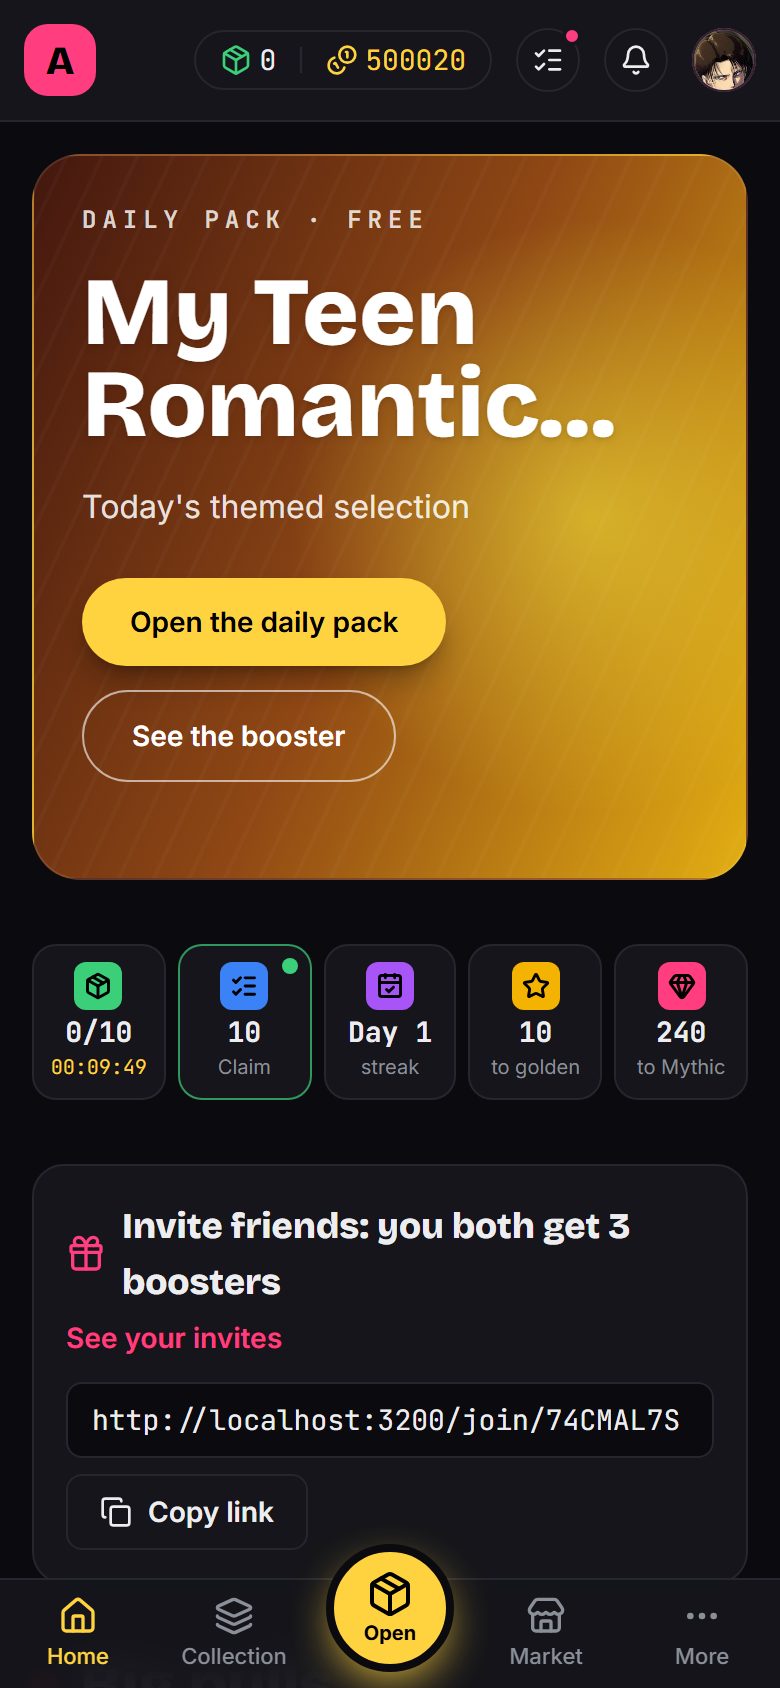 A
0
500020
DAILY PACK · FREE
My Teen
Romantic...
Today's themed selection
Open the daily pack
See the booster
0/10
00:09:49
10
Claim
Day 1
streak
10
to golden
240
to Mythic
Invite friends: you both get 3
boosters
See your invites
http://localhost:3200/join/74CMAL7S
Copy link
Home
Collection
Open
Market
More